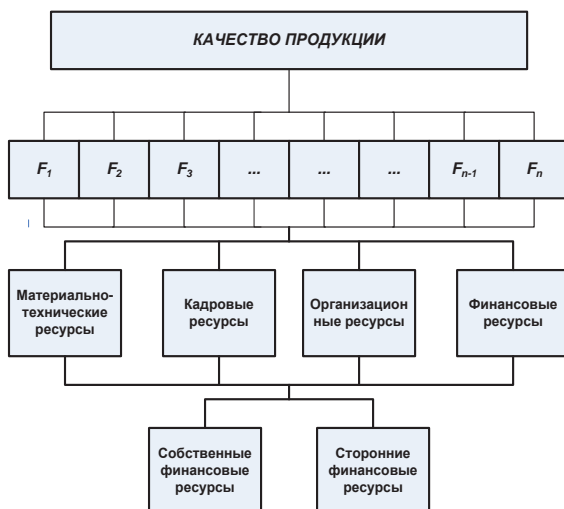 КАЧЕСТВО ПРОДУКЦИИ
F1 F2 F3 ... ... ... Fn-1 Fn
Материально-
технические
ресурсы
Кадровые
ресурсы
Организацион
ные ресурсы
Финансовые
ресурсы
Собственные
финансовые
ресурсы
Сторонние
финансовые
ресурсы